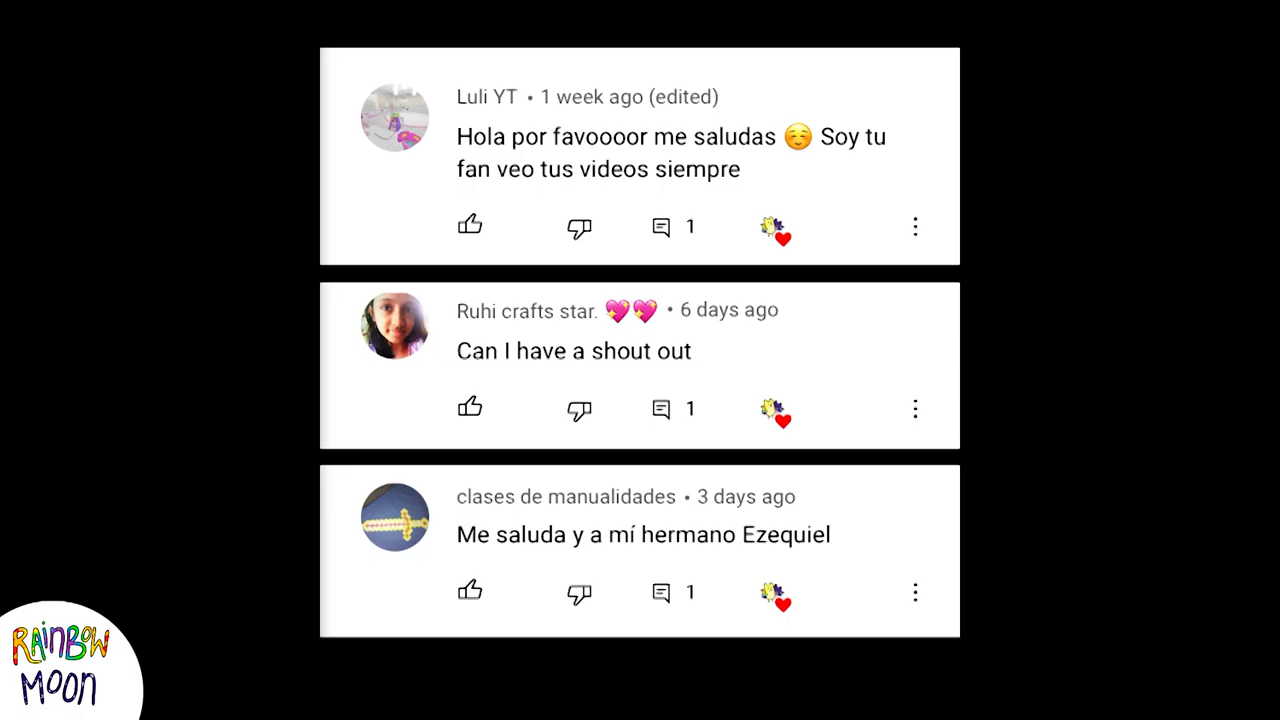 Luli YT • 1 week ago (edited)
Hola por favoooor me saludas ☺️ Soy tu
fan veo tus videos siempre
1
Ruhi crafts star. 💖💖 • 6 days ago
Can I have a shout out
1
clases de manualidades • 3 days ago
Me saluda y a mí hermano Ezequiel
1
RAINBOW
MOON